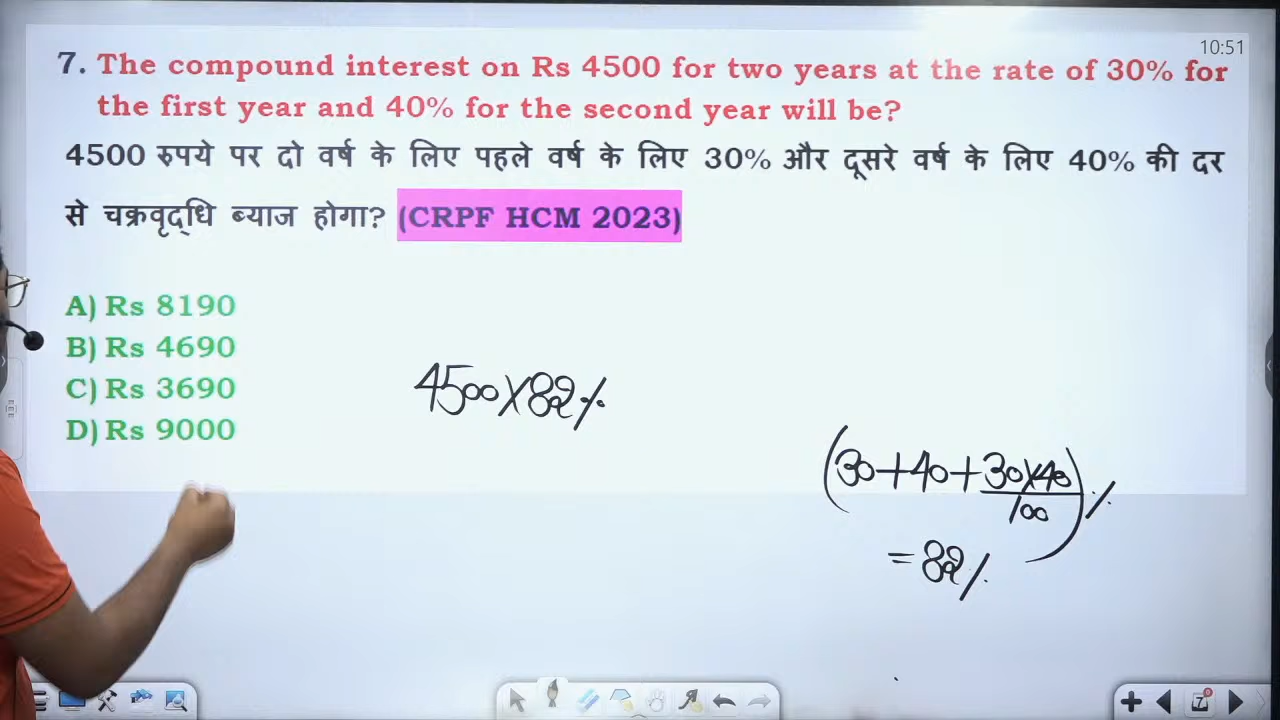 10:51
7. The compound interest on Rs 4500 for two years at the rate of 30% for
the first year and 40% for the second year will be?
4500 रुपये पर दो वर्ष के लिए पहले वर्ष के लिए 30% और दूसरे वर्ष के लिए 40% की दर
से चक्रवृद्धि ब्याज होगा? (CRPF HCM 2023)
A) Rs 8190
B) Rs 4690
C) Rs 3690
D) Rs 9000
4500×82%
(30+40+30×40/100)%
=82%
7